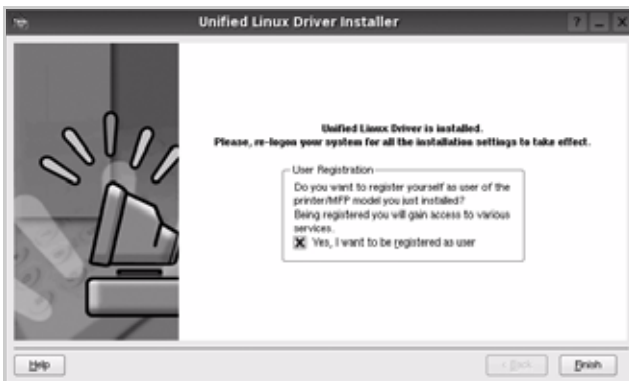 Unified Linux Driver Installer
Unified Linux Driver is installed.
Please, re-logon your system for all the installation settings to take effect.
User Registration
Do you want to register yourself as user of the
printer/MFP model you just installed?
Being registered you will gain access to various
services.
Yes, I want to be registered as user
Help
< Back
Finish